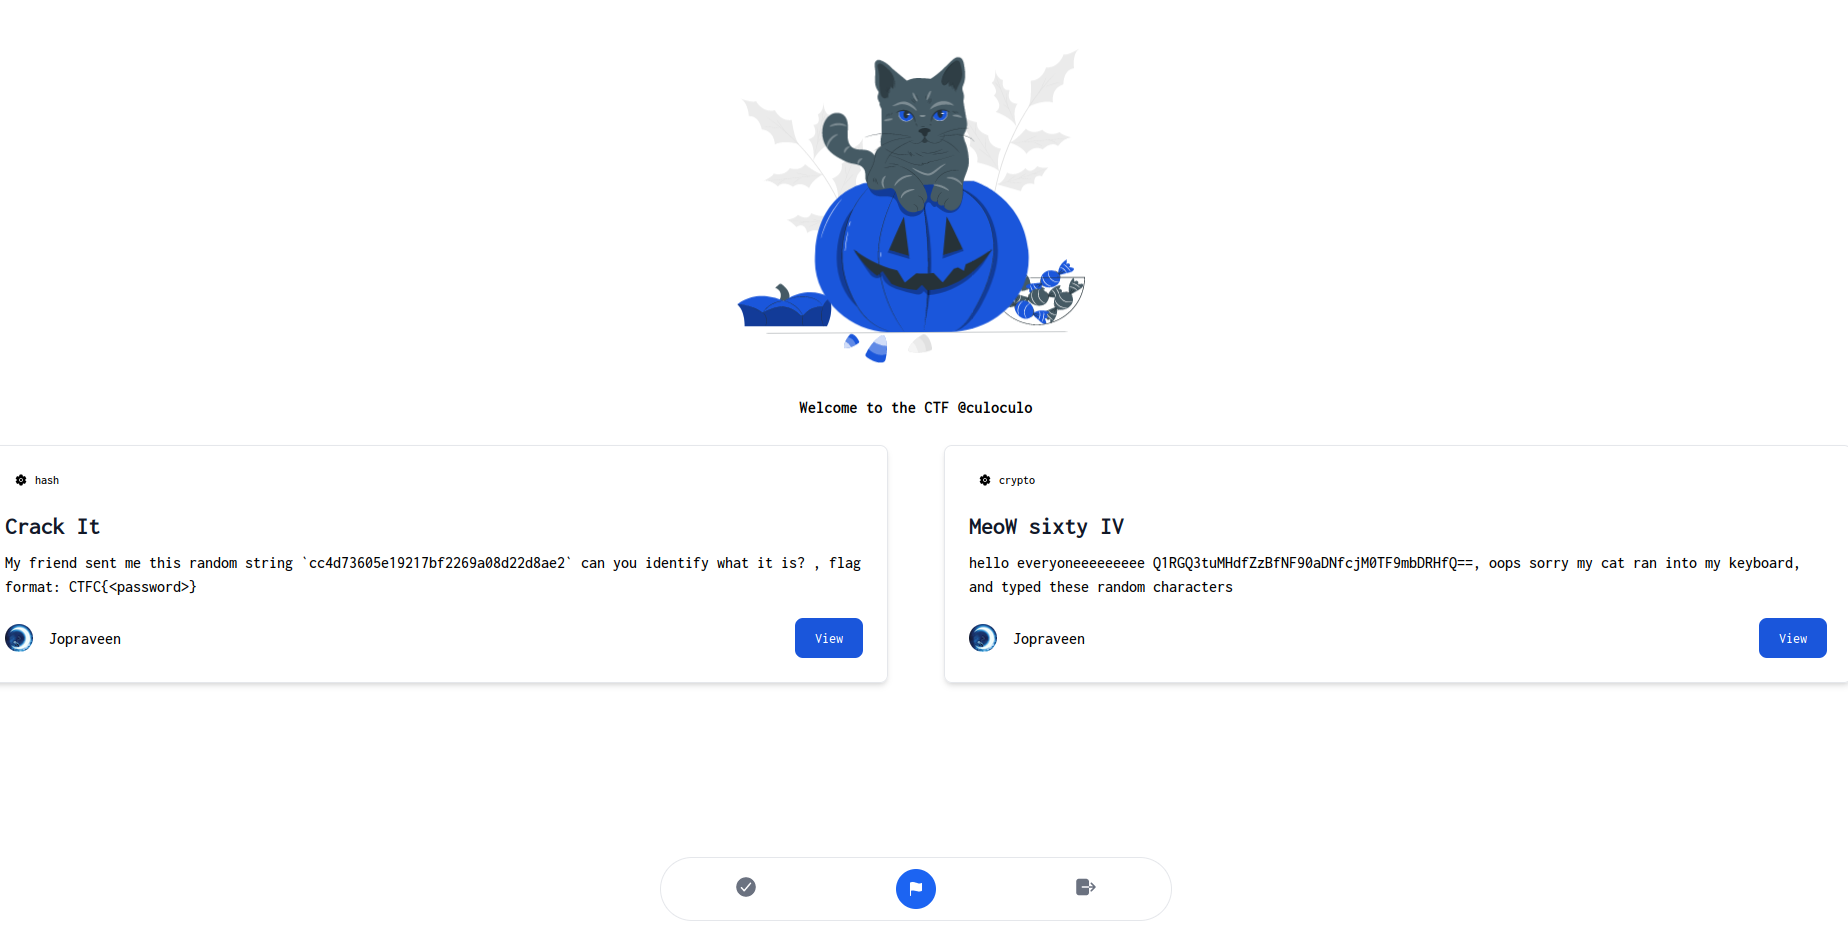 Welcome to the CTF @culoculo
hash
Crack It
My friend sent me this random string `cc4d73605e19217bf2269a08d22d8ae2` can you identify what it is? , flag
format: CTFC{<password>}
Jopraveen
View
crypto
MeoW sixty IV
hello everyoneeeeeeeee Q1RGQ3tuMHdfZzBfNF90aDNfcjM0TF9mbDRHfQ==, oops sorry my cat ran into my keyboard,
and typed these random characters
Jopraveen
View